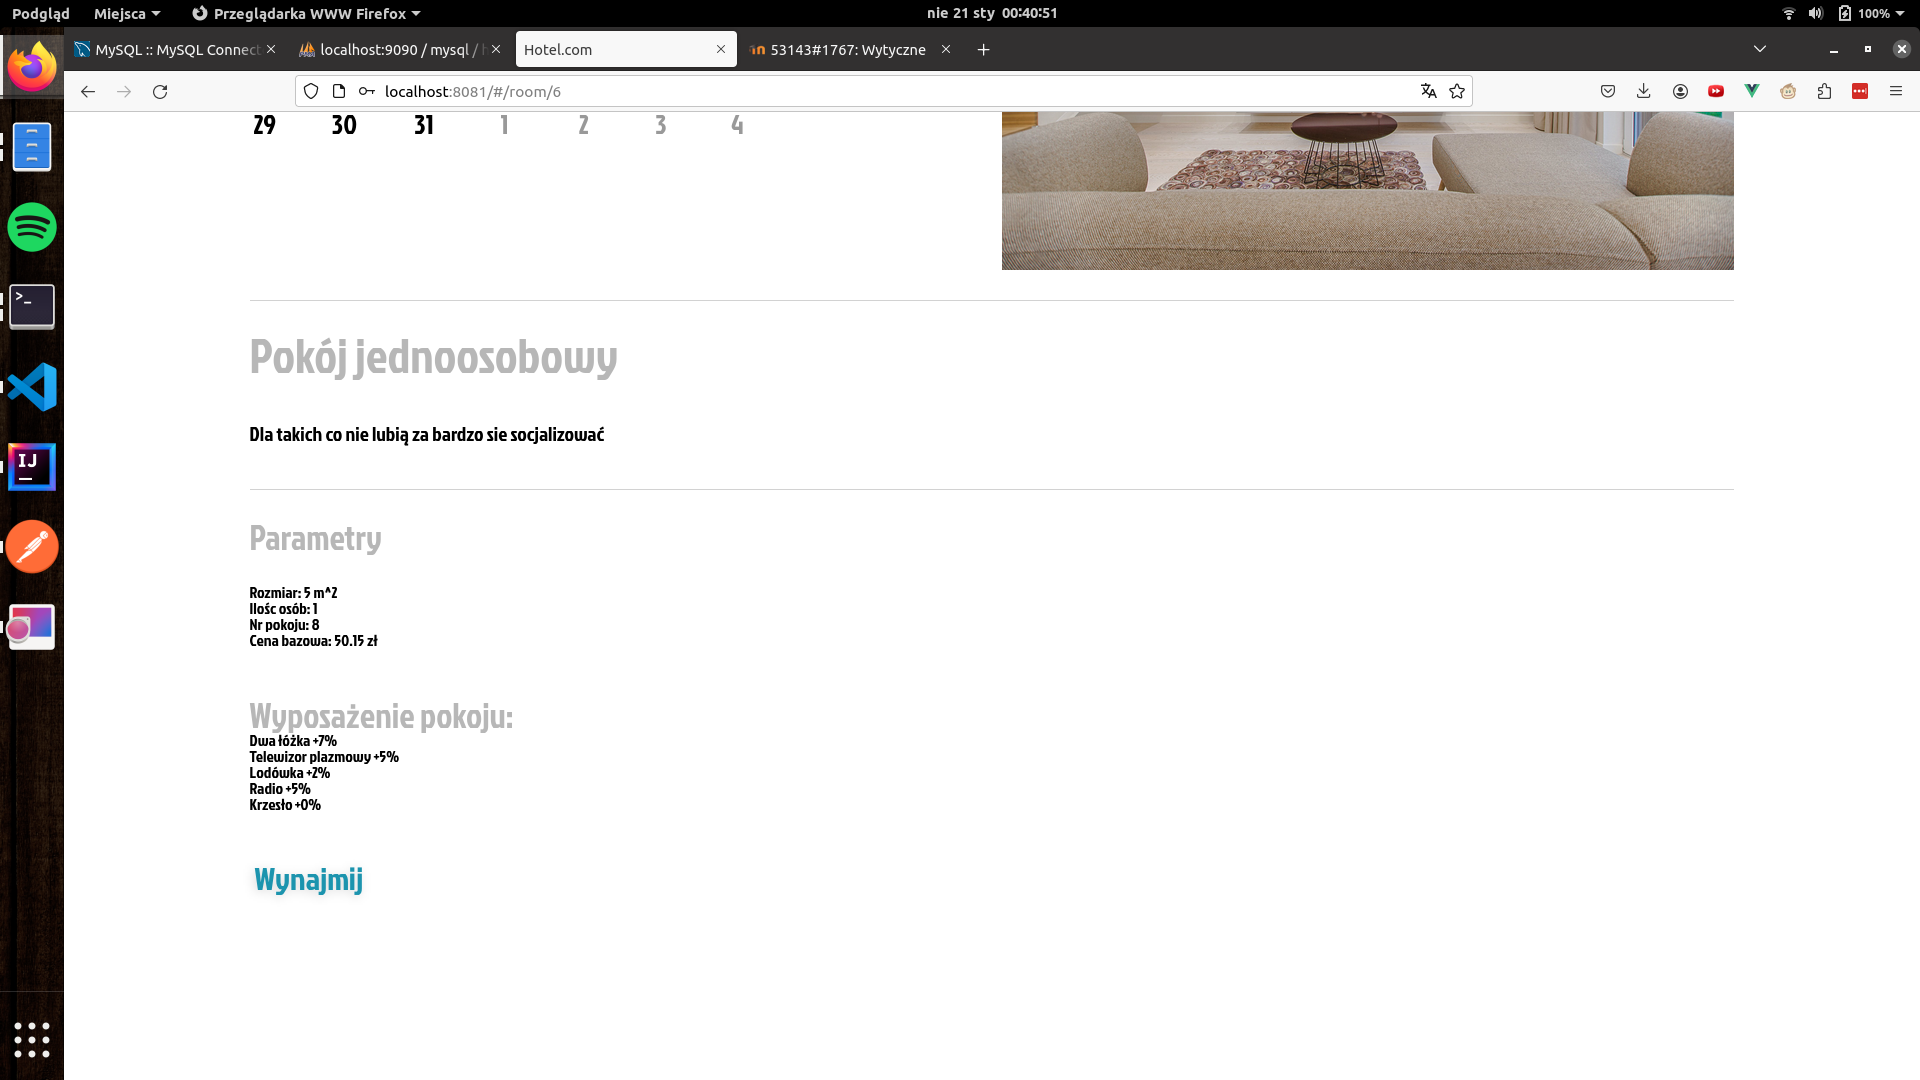 Podgląd Miejsca Przeglądarka WWW Firefox nie 21 sty 00:40:51 100%
MySQL :: MySQL Connect localhost:9090 / mysql / h Hotel.com 53143#1767: Wytyczne
localhost:8081/#/room/6
29 30 31 1 2 3 4
Pokój jednoosobowy
Dla takich co nie lubią za bardzo sie socjalizować
Parametry
Rozmiar: 5 m^2
Ilośc osób: 1
Nr pokoju: 8
Cena bazowa: 50.15 zł
Wyposażenie pokoju:
Dwa łóżka +7%
Telewizor plazmowy +5%
Lodówka +2%
Radio +5%
Krzesło +0%
Wynajmij